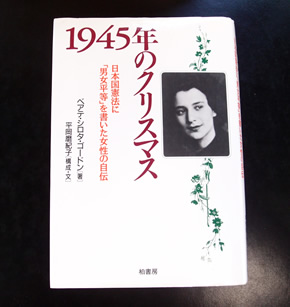 1945年のクリスマス
日本国憲法に
「男女平等」を書いた女性の自伝
ベアテ・シロタ・ゴードン 著
平岡磨紀子 構成・文
柏書房